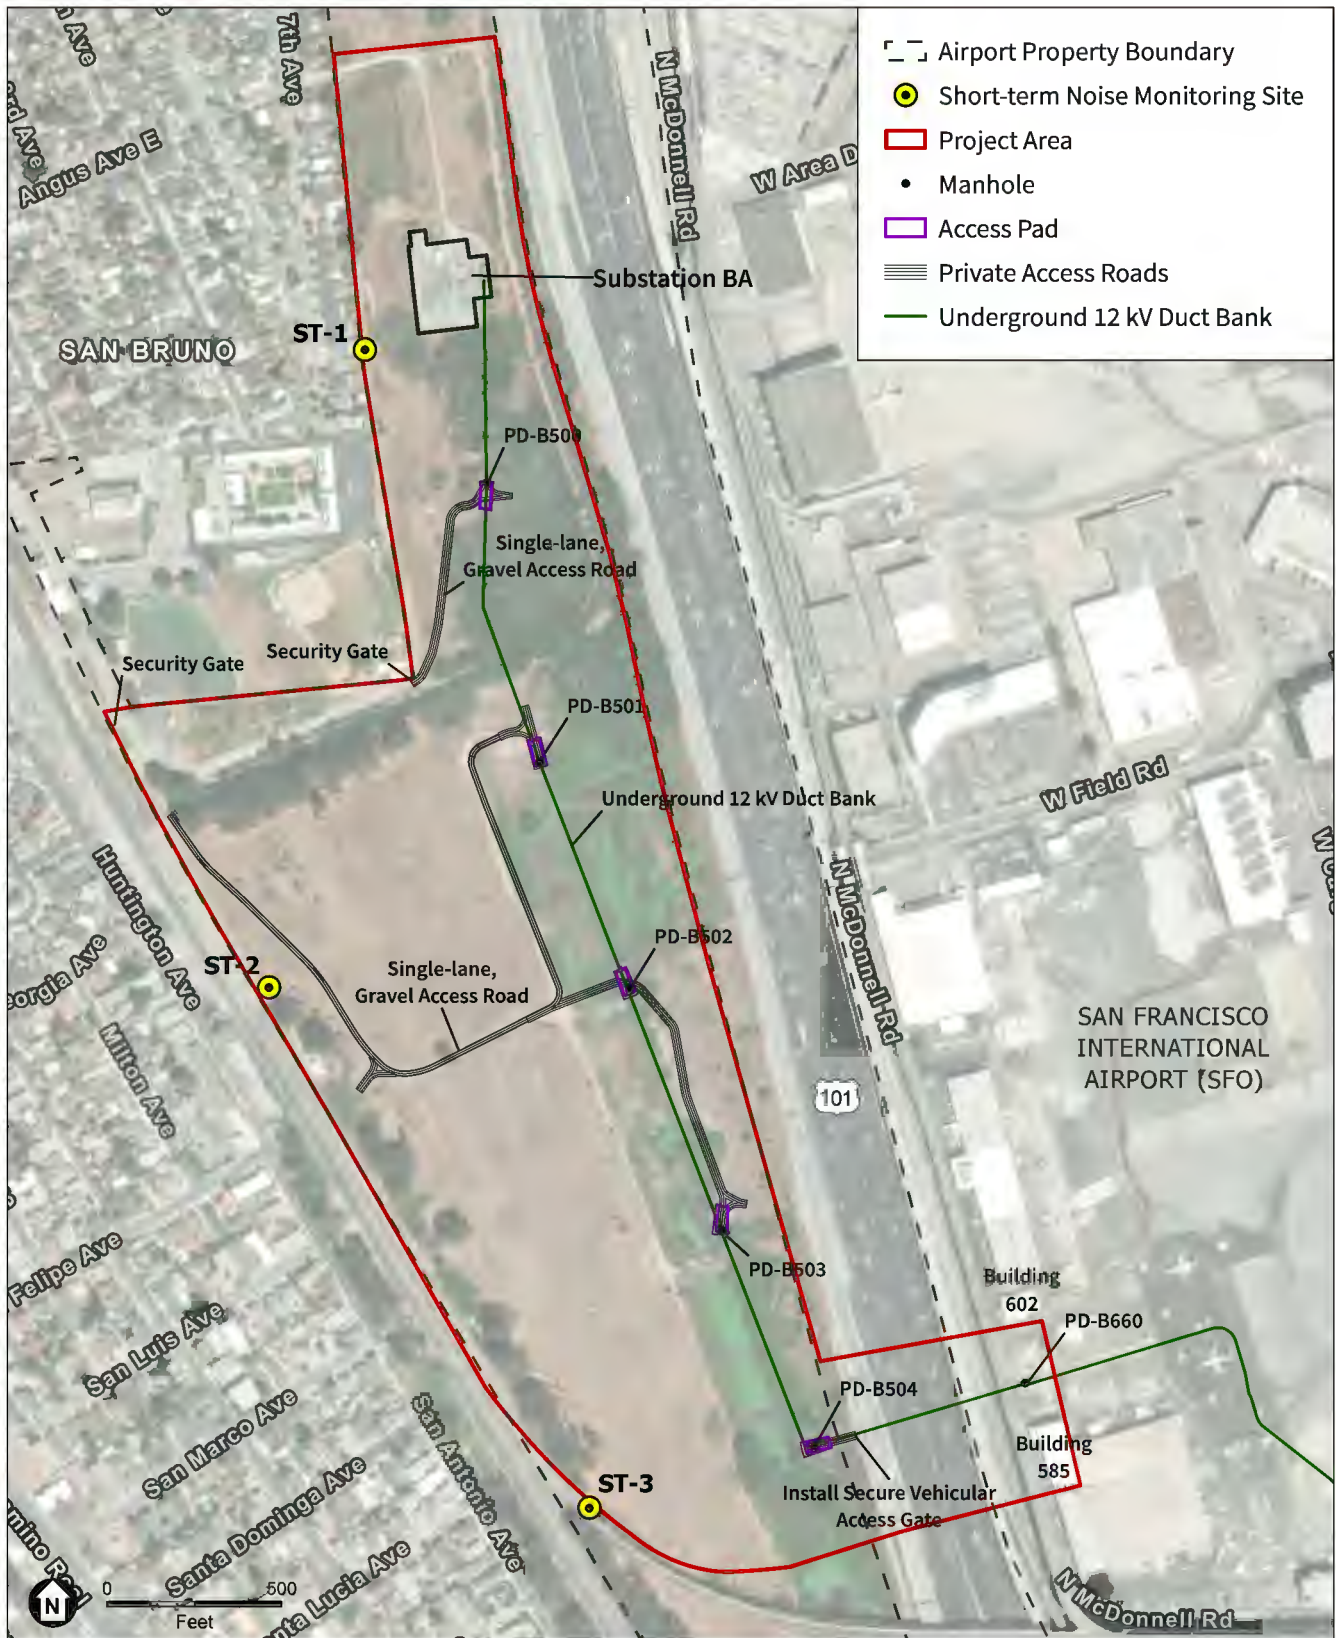 7th Ave
Angus Ave E
N McDonnell Rd
W Area D
Airport Property Boundary
Short-term Noise Monitoring Site
Project Area
Manhole
Access Pad
Private Access Roads
Underground 12 kV Duct Bank
Substation BA
ST-1
SAN BRUNO
PD-B500
Single-lane,
Gravel Access Road
Security Gate
Security Gate
PD-B501
Underground 12 kV Duct Bank
W Field Rd
Huntington Ave
N McDonnell Rd
PD-B502
ST-2
Single-lane,
Gravel Access Road
Milton Ave
SAN FRANCISCO
INTERNATIONAL
AIRPORT (SFO)
101
Felipe Ave
PD-B503
Building
602
PD-B660
San Luis Ave
PD-B504
San Marco Ave
San Antonio Ave
Building
585
ST-3
Install Secure Vehicular
Access Gate
Santa Dominga Ave
N
0 500
Feet
N McDonnell Rd